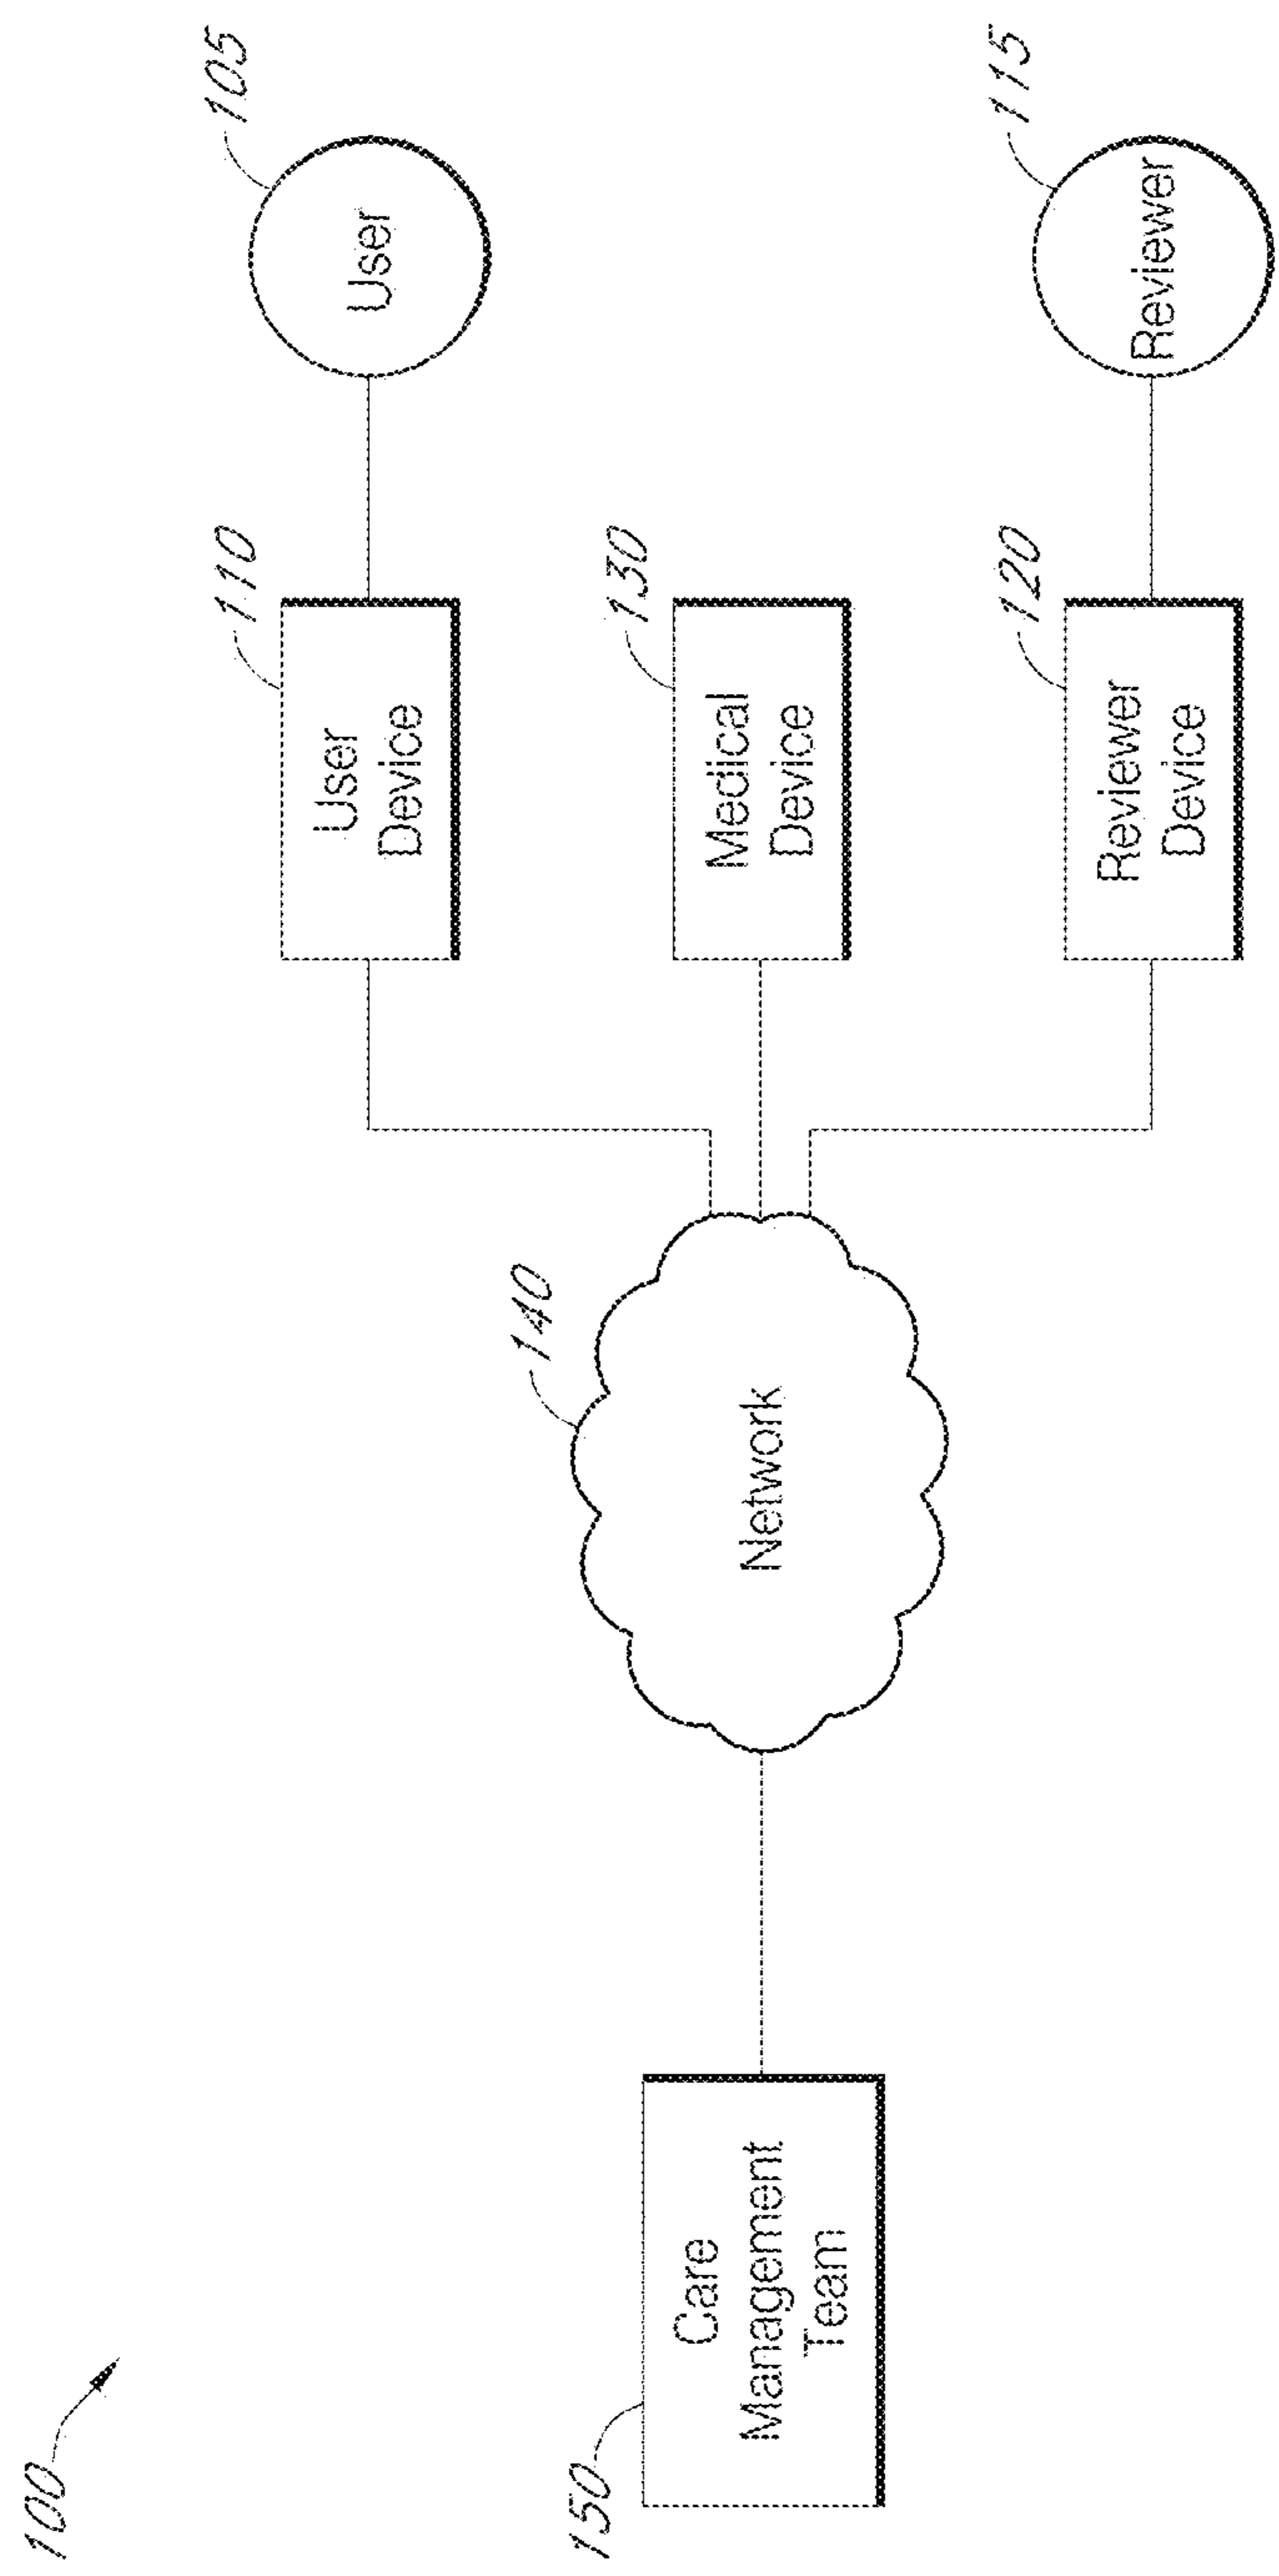 100
105
User
110
User
Device
130
Medical
Device
115
Reviewer
120
Reviewer
Device
140
Network
150
Care
Management
Team